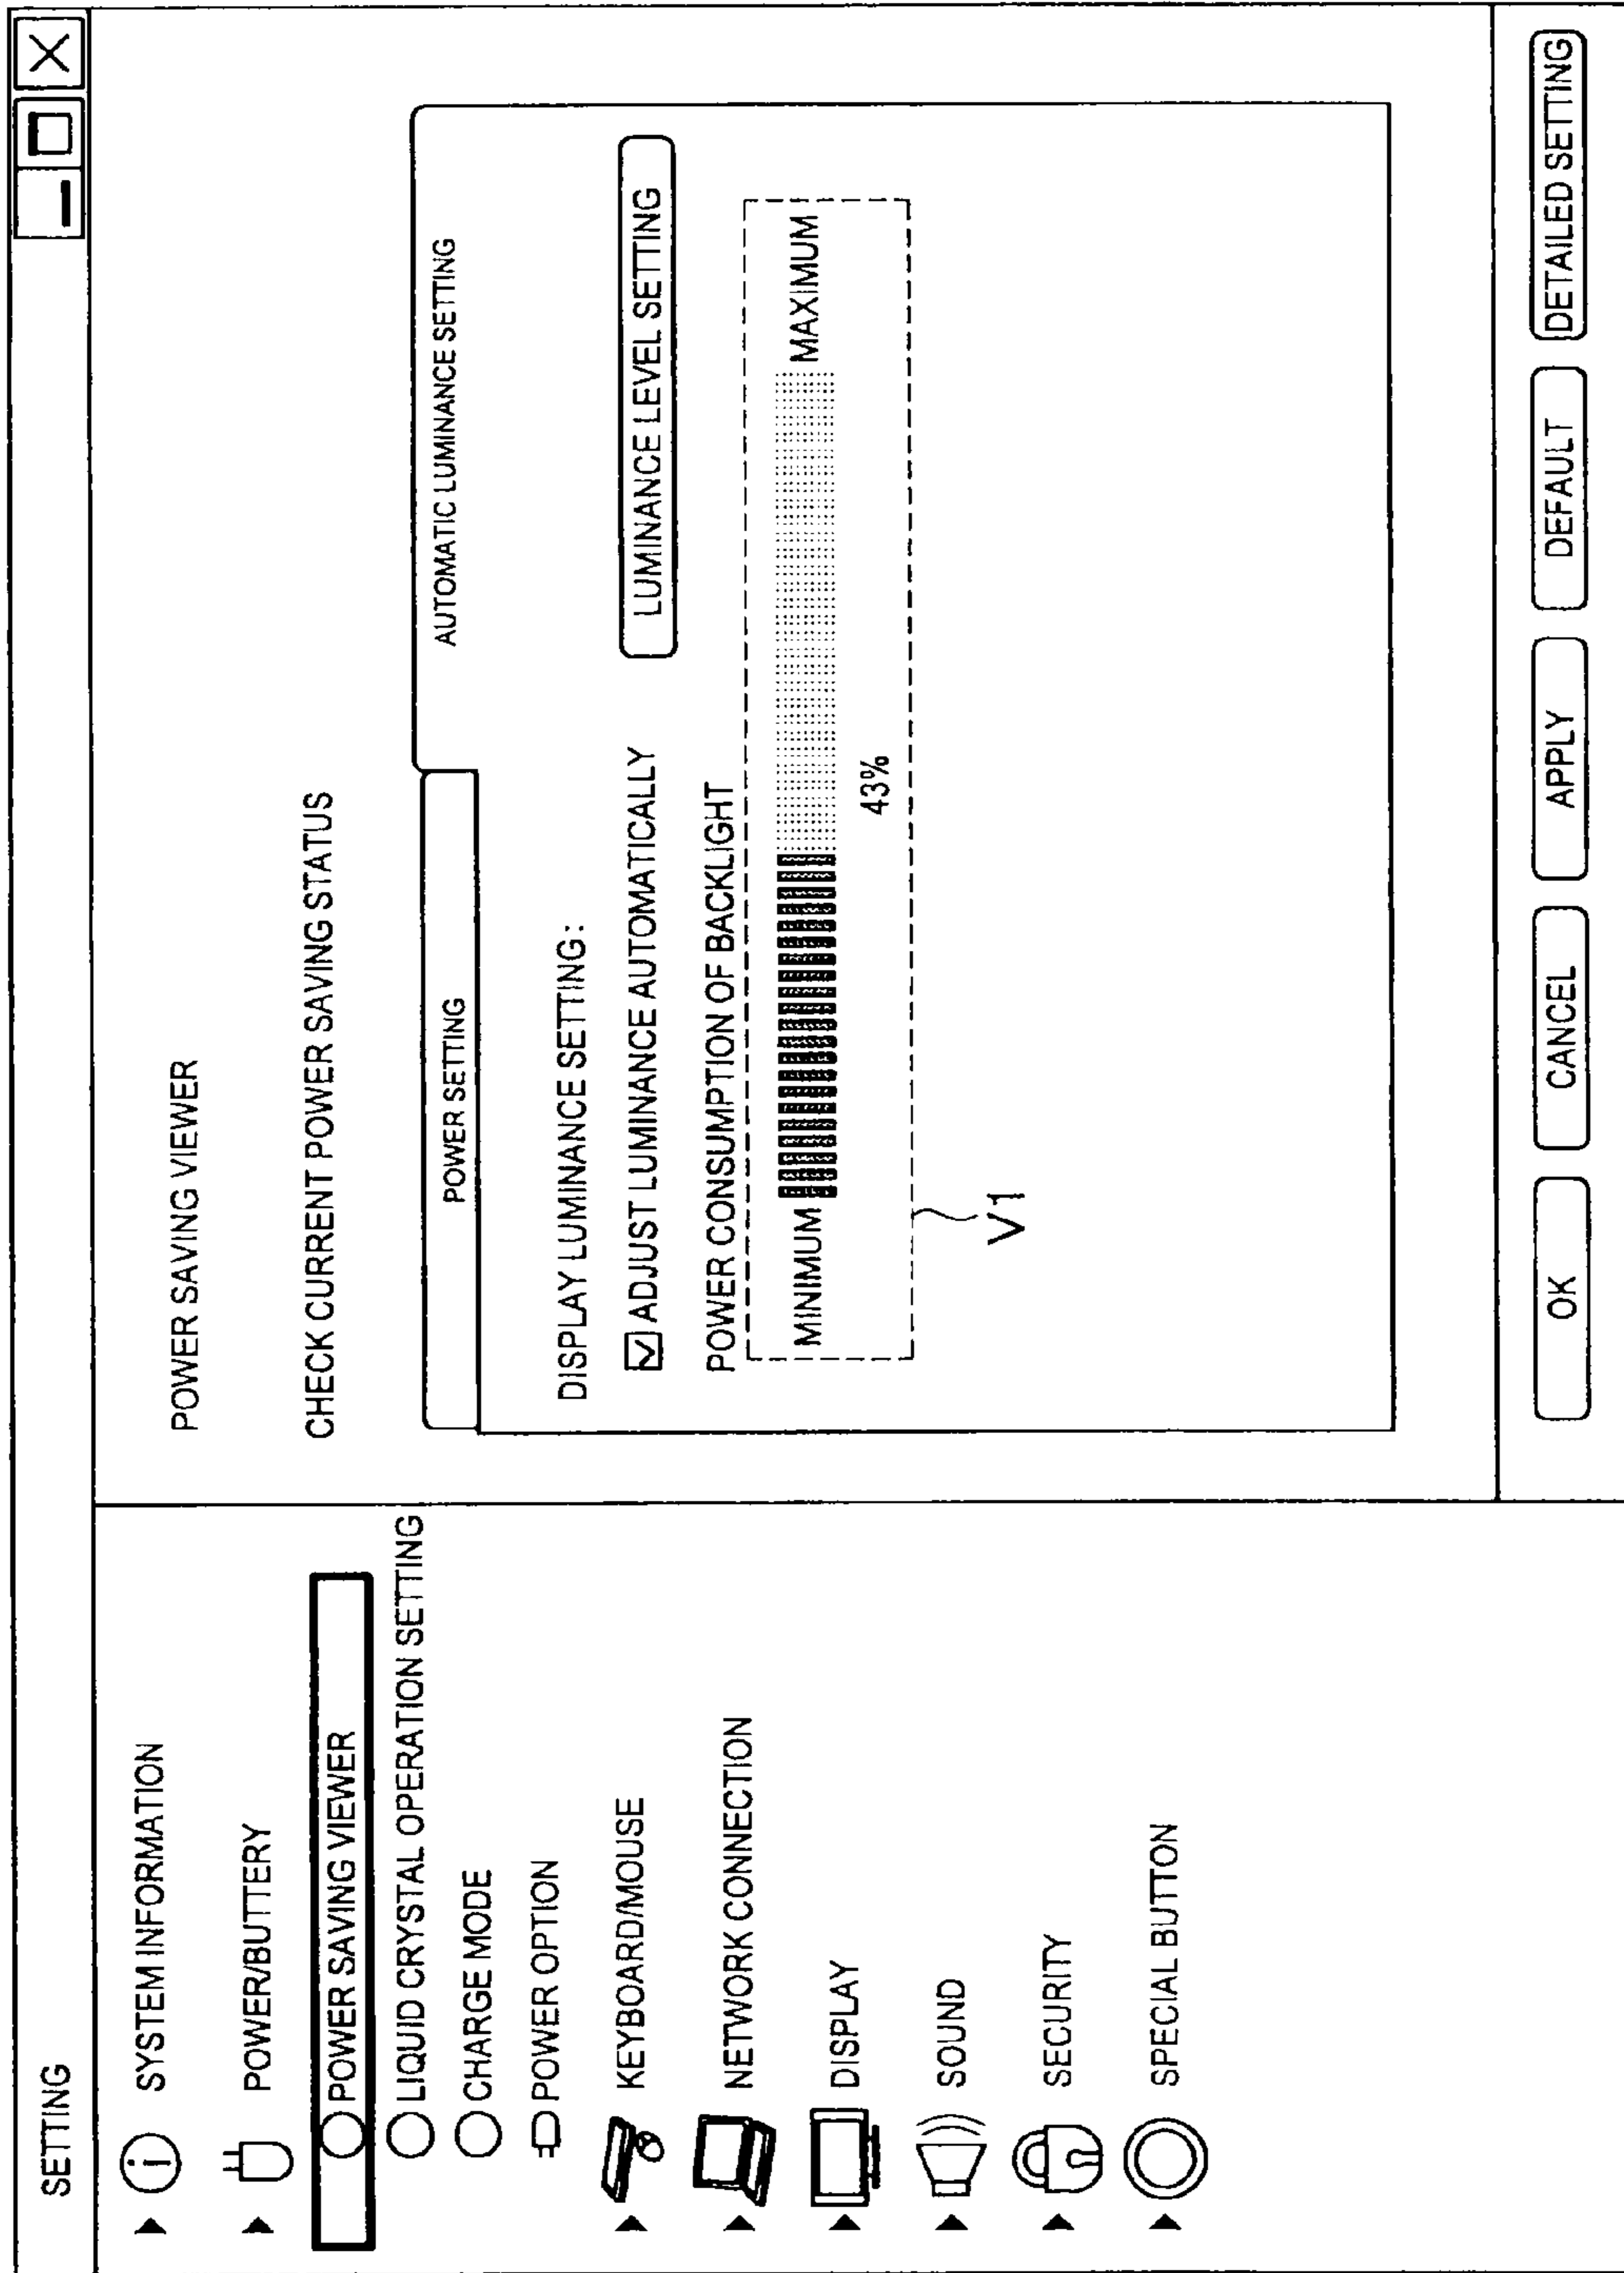 SETTING
SYSTEM INFORMATION
POWER/BUTTERY
POWER SAVING VIEWER
LIQUID CRYSTAL OPERATION SETTING
CHARGE MODE
POWER OPTION
KEYBOARD/MOUSE
NETWORK CONNECTION
DISPLAY
SOUND
SECURITY
SPECIAL BUTTON
POWER SAVING VIEWER
CHECK CURRENT POWER SAVING STATUS
POWER SETTING
AUTOMATIC LUMINANCE SETTING
DISPLAY LUMINANCE SETTING:
ADJUST LUMINANCE AUTOMATICALLY
LUMINANCE LEVEL SETTING
POWER CONSUMPTION OF BACKLIGHT
MINIMUM MAXIMUM
43%
V1
OK
CANCEL
APPLY
DEFAULT
DETAILED SETTING